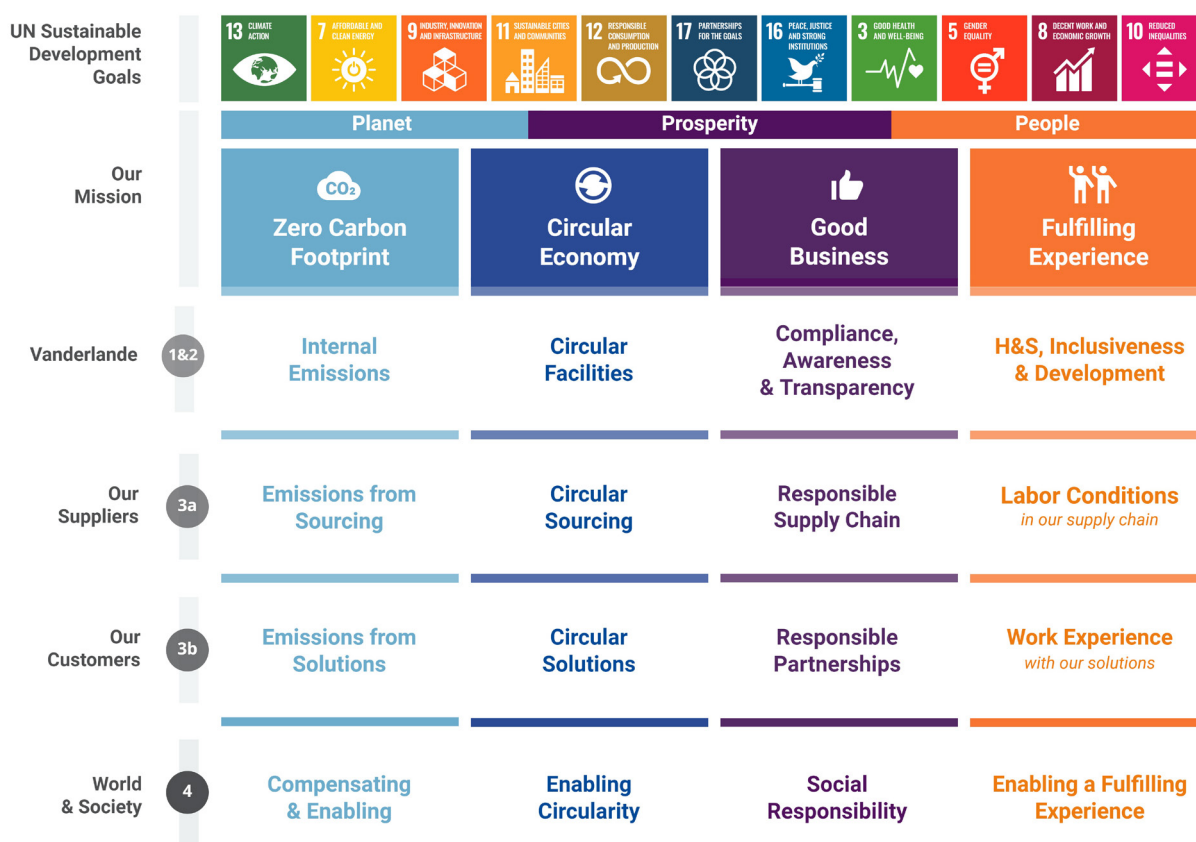 UN Sustainable
Development
Goals
13 CLIMATE
ACTION
7 AFFORDABLE AND
CLEAN ENERGY
9 INDUSTRY, INNOVATION
AND INFRASTRUCTURE
11 SUSTAINABLE CITIES
AND COMMUNITIES
12 RESPONSIBLE
CONSUMPTION
AND PRODUCTION
17 PARTNERSHIPS
FOR THE GOALS
16 PEACE, JUSTICE
AND STRONG
INSTITUTIONS
3 GOOD HEALTH
AND WELL-BEING
5 GENDER
EQUALITY
8 DECENT WORK AND
ECONOMIC GROWTH
10 REDUCED
INEQUALITIES
Planet
Prosperity
People
Our
Mission
CO₂
Zero Carbon
Footprint
Circular
Economy
Good
Business
Fulfilling
Experience
Vanderlande
1&2
Internal
Emissions
Circular
Facilities
Compliance,
Awareness
& Transparency
H&S, Inclusiveness
& Development
Our
Suppliers
3a
Emissions from
Sourcing
Circular
Sourcing
Responsible
Supply Chain
Labor Conditions
in our supply chain
Our
Customers
3b
Emissions from
Solutions
Circular
Solutions
Responsible
Partnerships
Work Experience
with our solutions
World
& Society
4
Compensating
& Enabling
Enabling
Circularity
Social
Responsibility
Enabling a Fulfilling
Experience